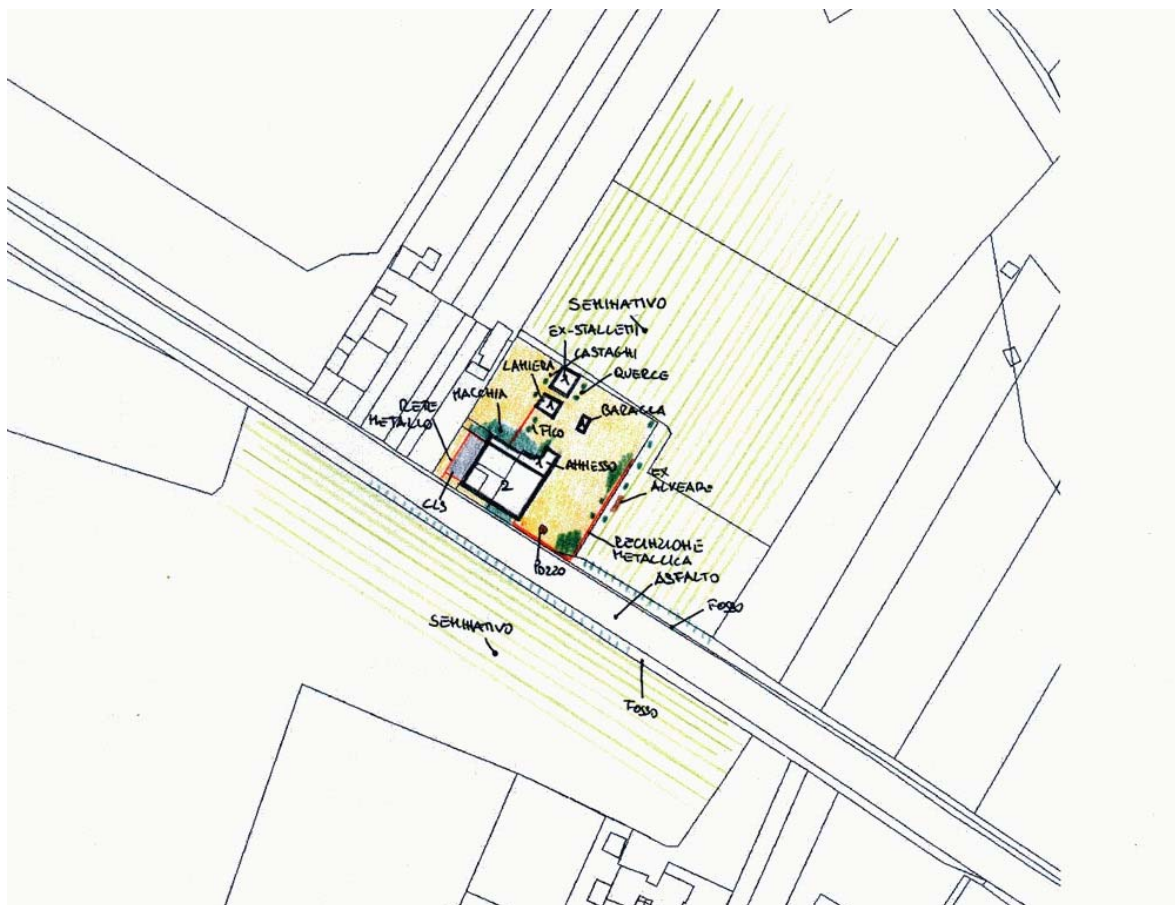 SEMINATIVO
EX-STALLETTI
CASTAGNI
LAMIERA
QUERCE
MACCHIA
BARACCA
RETE
METALLO
FICO
ANNESSO
2
EX
ALVEARE
CLS
RECINZIONE
METALLICA
POZZO
ASFALTO
FOSSO
SEMINATIVO
FOSSO